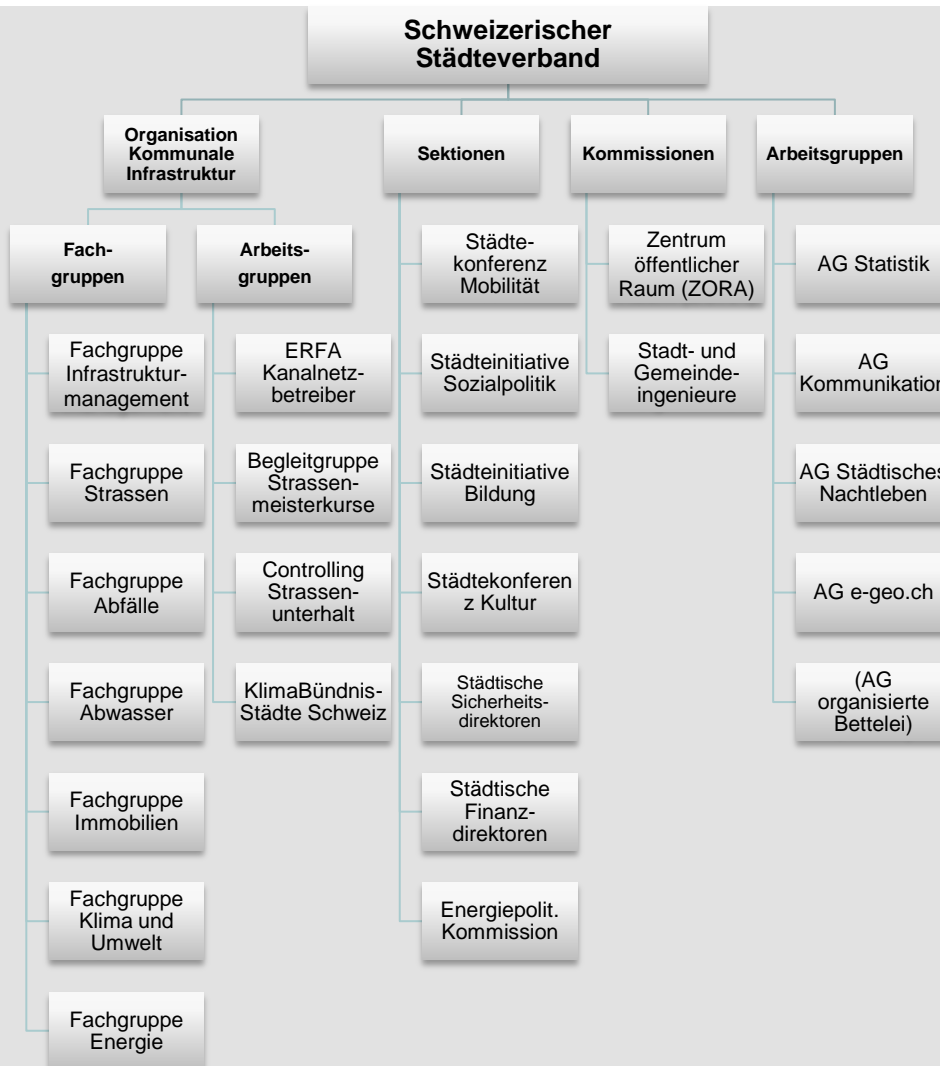 Schweizerischer
Städteverband
Organisation
Kommunale
Infrastruktur
Sektionen
Kommissionen
Arbeitsgruppen
Fach-
gruppen
Arbeits-
gruppen
Fachgruppe
Infrastruktur-
management
Fachgruppe
Strassen
Fachgruppe
Abfälle
Fachgruppe
Abwasser
Fachgruppe
Immobilien
Fachgruppe
Klima und
Umwelt
Fachgruppe
Energie
ERFA
Kanalnetz-
betreiber
Begleitgruppe
Strassen-
meisterkurse
Controlling
Strassen-
unterhalt
KlimaBündnis-
Städte Schweiz
Städte-
konferenz
Mobilität
Städteinitiative
Sozialpolitik
Städteinitiative
Bildung
Städtekonferen
z Kultur
Städtische
Sicherheits-
direktoren
Städtische
Finanz-
direktoren
Energiepolit.
Kommission
Zentrum
öffentlicher
Raum (ZORA)
Stadt- und
Gemeinde-
ingenieure
AG Statistik
AG
Kommunikation
AG Städtisches
Nachtleben
AG e-geo.ch
(AG
organisierte
Bettelei)